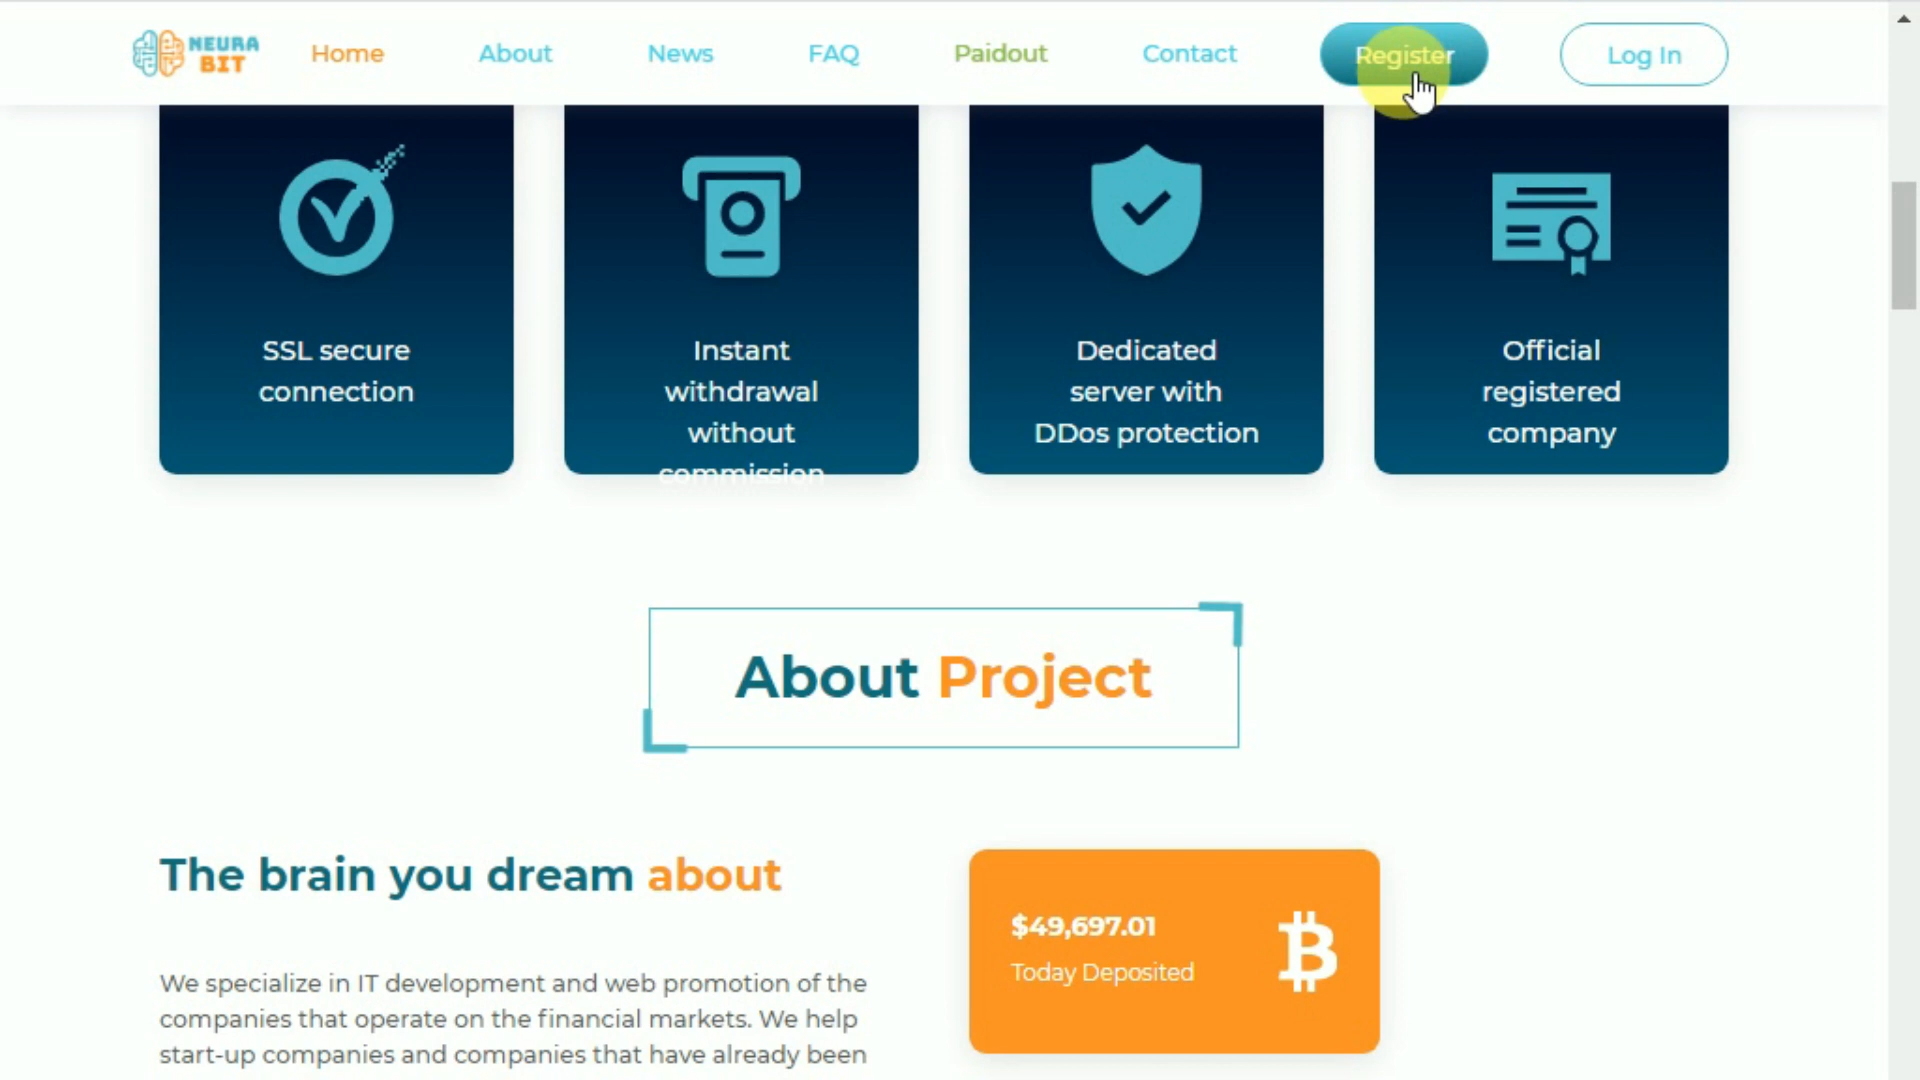 NEURA
BIT
Home
About
News
FAQ
Paidout
Contact
Register
Log In
SSL secure
connection
Instant
withdrawal
without
commission
Dedicated
server with
DDos protection
Official
registered
company
About Project
The brain you dream about
We specialize in IT development and web promotion of the
companies that operate on the financial markets. We help
start-up companies and companies that have already been
$49,697.01
Today Deposited